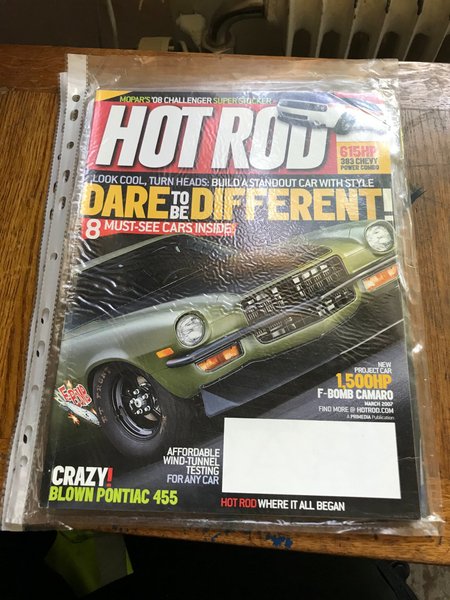 MOPAR'S '08 CHALLENGER SUPER STOCKER
HOT ROD
615HP
383 CHEVY
POWER COMBO
LOOK COOL, TURN HEADS: BUILD A STANDOUT CAR WITH STYLE
DARE TO BE DIFFERENT!
8 MUST-SEE CARS INSIDE!
NEW
PROJECT CAR
1,500HP
F-BOMB CAMARO
MARCH 2007
FIND MORE @ HOTROD.COM
A PRIMEDIA Publication
AFFORDABLE
WIND-TUNNEL
TESTING
FOR ANY CAR
CRAZY!
BLOWN PONTIAC 455
HOT ROD WHERE IT ALL BEGAN